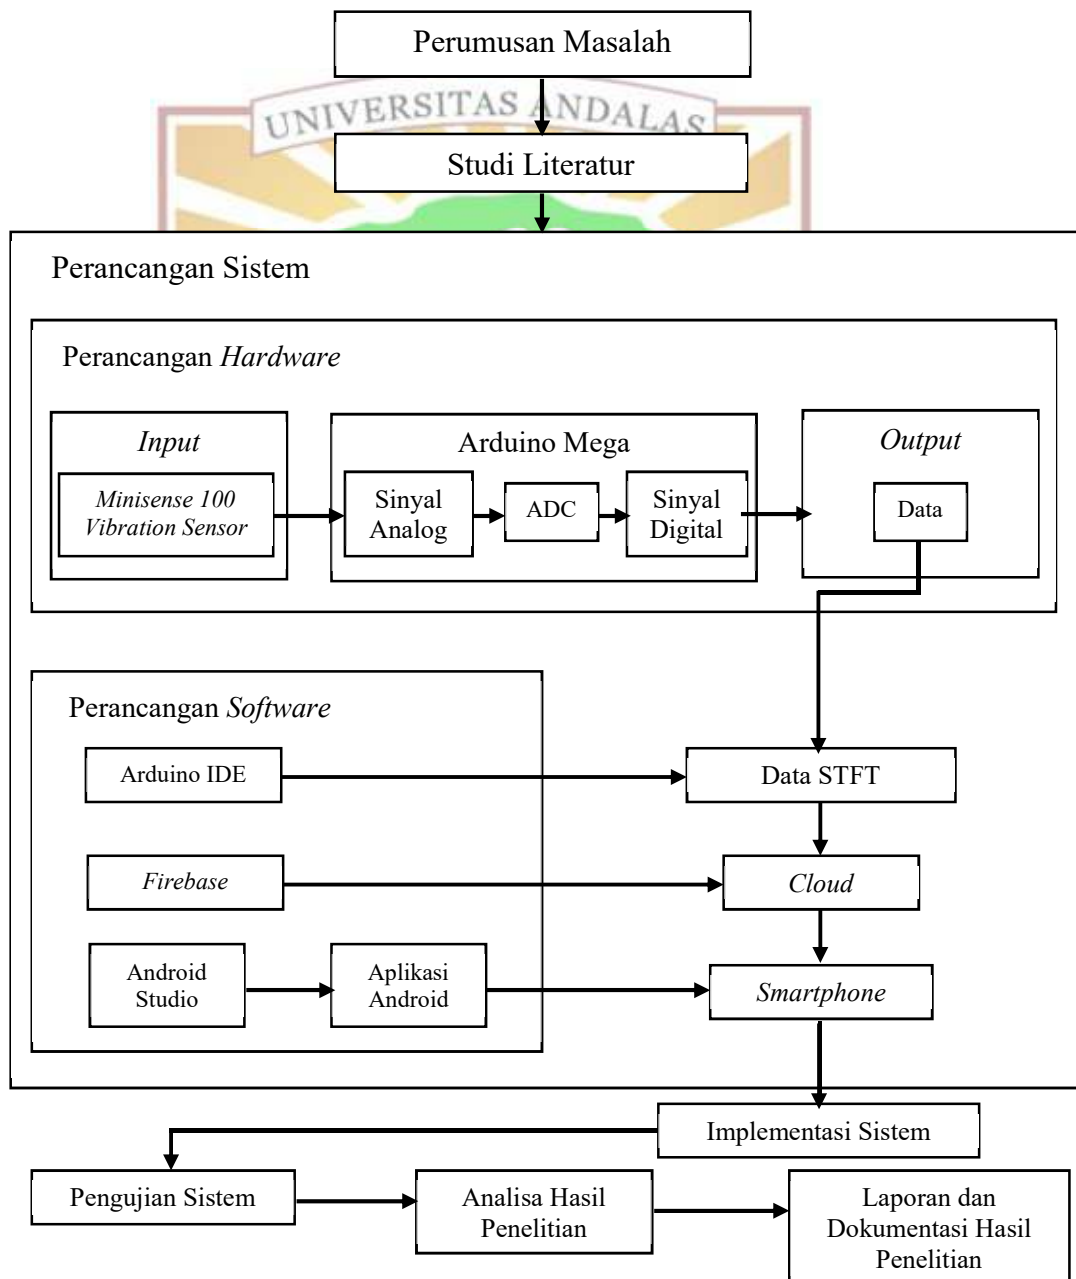 Perumusan Masalah
UNIVERSITAS ANDALAS
Studi Literatur
Perancangan Sistem
Perancangan Hardware
Input
Minisense 100
Vibration Sensor
Arduino Mega
Sinyal
Analog
ADC
Sinyal
Digital
Output
Data
Perancangan Software
Arduino IDE
Data STFT
Firebase
Cloud
Android
Studio
Aplikasi
Android
Smartphone
Implementasi Sistem
Pengujian Sistem
Analisa Hasil
Penelitian
Laporan dan
Dokumentasi Hasil
Penelitian